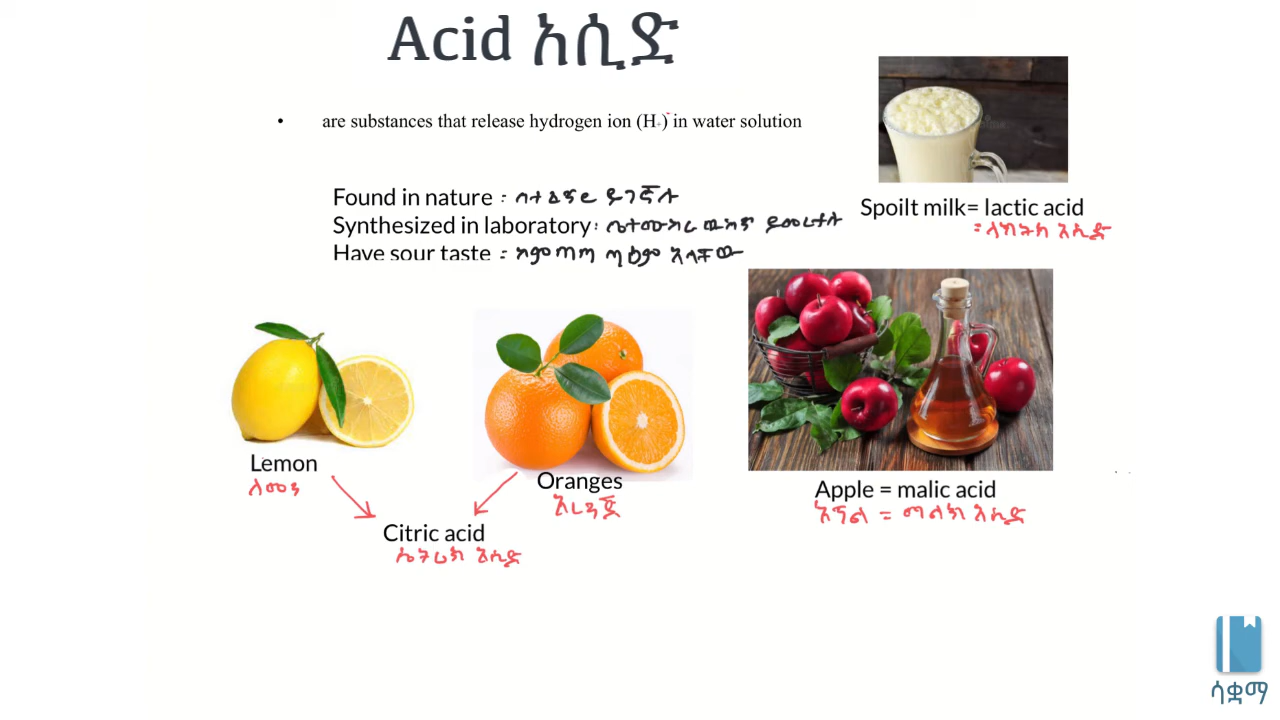 Acid አሲድ
• are substances that release hydrogen ion (H+) in water solution
Found in nature : በተፈጥሮ ይገኛሉ
Synthesized in laboratory: ቤተሙከራ ውስጥ ይመረታሉ
Have sour taste = ኮምጣጣ ጣዕም አላቸው
Spoilt milk= lactic acid
= ላክቲክ አሲድ
Lemon
ሎሚ
Oranges
Citric acid
ሲትሪክ አሲድ
Apple = malic acid
አፕል = ማሊክ አሲድ
ሳቋማ